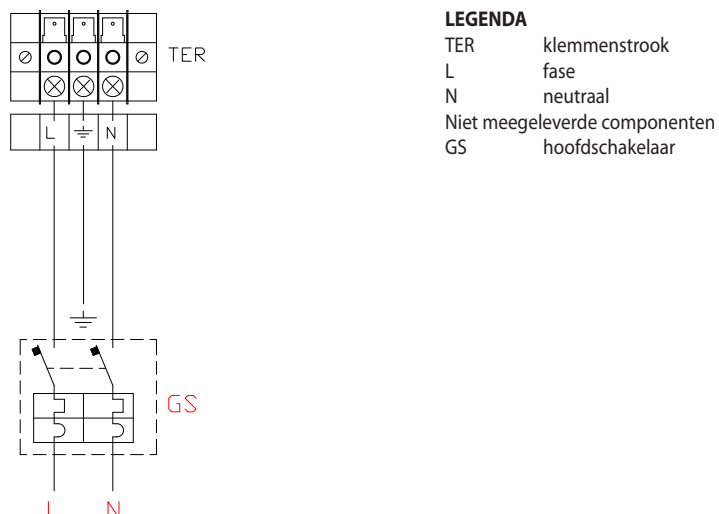 TER
L N
GS
L N
LEGENDA
TER klemmenstrook
L fase
N neutraal
Niet meegeleverde componenten
GS hoofdschakelaar